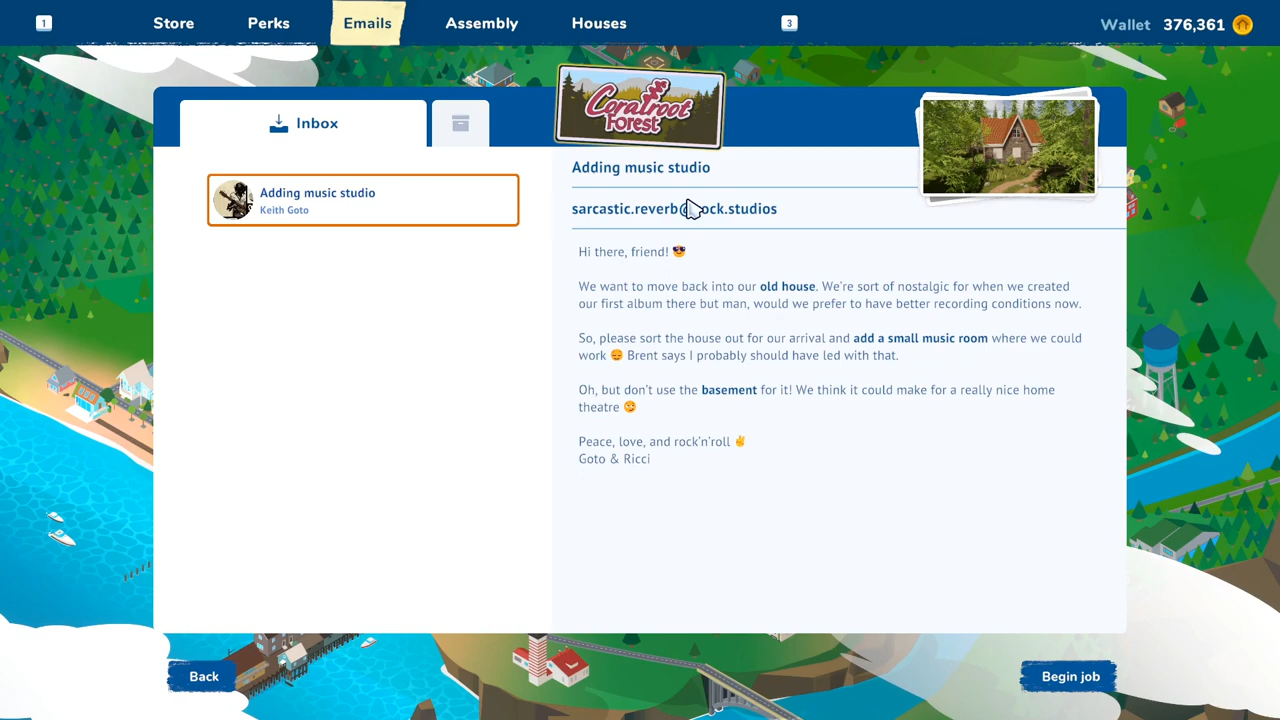 1
Store
Perks
Emails
Assembly
Houses
3
Wallet 376,361
Inbox
Coralroot
Forest
Adding music studio
Keith Goto
Adding music studio
sarcastic.reverb@rock.studios
Hi there, friend! 😎
We want to move back into our old house. We're sort of nostalgic for when we created
our first album there but man, would we prefer to have better recording conditions now.
So, please sort the house out for our arrival and add a small music room where we could
work 😄 Brent says I probably should have led with that.
Oh, but don't use the basement for it! We think it could make for a really nice home
theatre 😏
Peace, love, and rock'n'roll ✌
Goto & Ricci
Back
Begin job